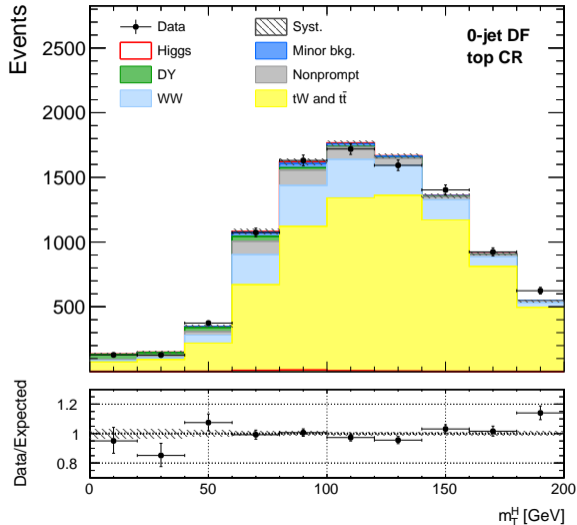 Events
2500
2000
1500
1000
500
Data
Higgs
DY
WW
Syst.
Minor bkg.
Nonprompt
tW and tt̄
0-jet DF
top CR
Data/Expected
1.2
1
0.8
0 50 100 150 200
m_T^H [GeV]